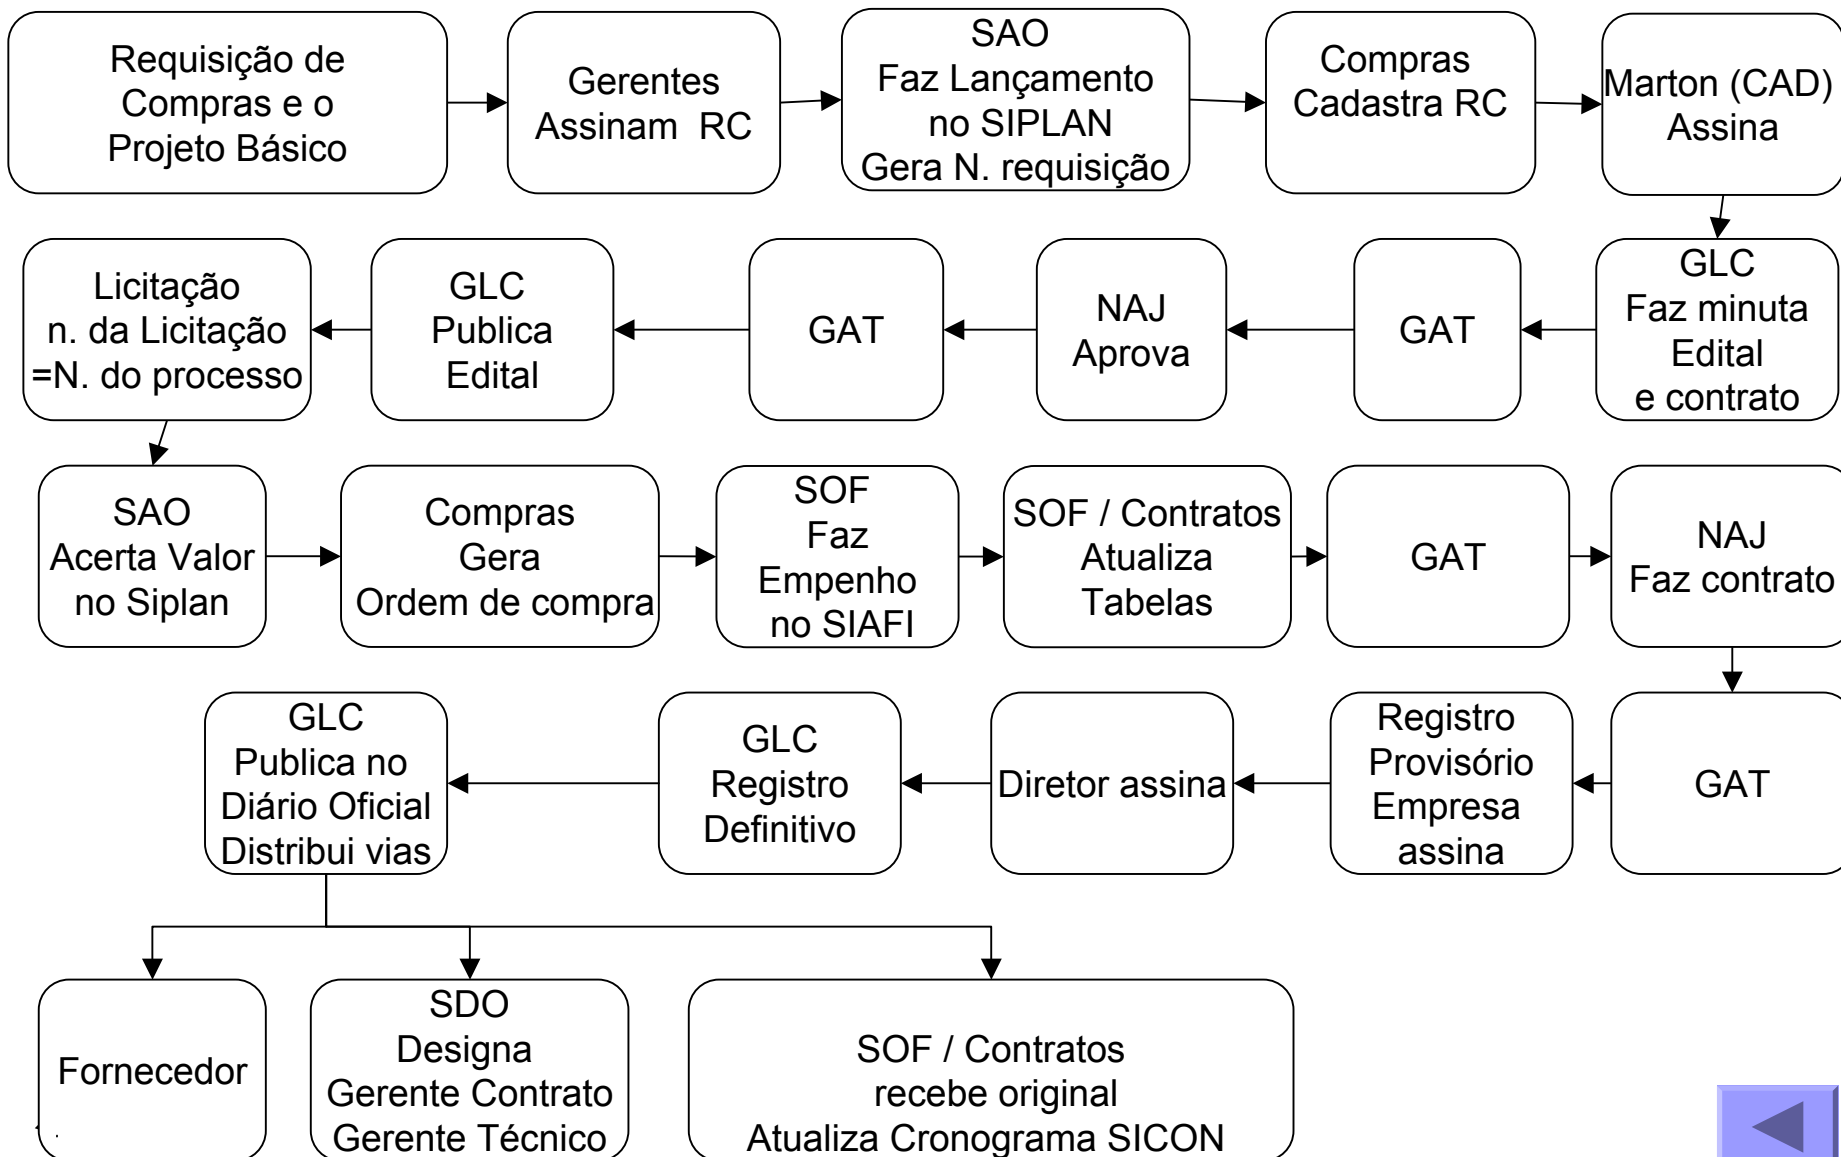 Requisição de
Compras e o
Projeto Básico
Gerentes
Assinam RC
SAO
Faz Lançamento
no SIPLAN
Gera N. requisição
Compras
Cadastra RC
Marton (CAD)
Assina
GLC
Faz minuta
Edital
e contrato
GAT
NAJ
Aprova
GAT
GLC
Publica
Edital
Licitação
n. da Licitação
=N. do processo
SAO
Acerta Valor
no Siplan
Compras
Gera
Ordem de compra
SOF
Faz
Empenho
no SIAFI
SOF / Contratos
Atualiza
Tabelas
GAT
NAJ
Faz contrato
GAT
Registro
Provisório
Empresa
assina
Diretor assina
GLC
Registro
Definitivo
GLC
Publica no
Diário Oficial
Distribui vias
Fornecedor
SDO
Designa
Gerente Contrato
Gerente Técnico
SOF / Contratos
recebe original
Atualiza Cronograma SICON